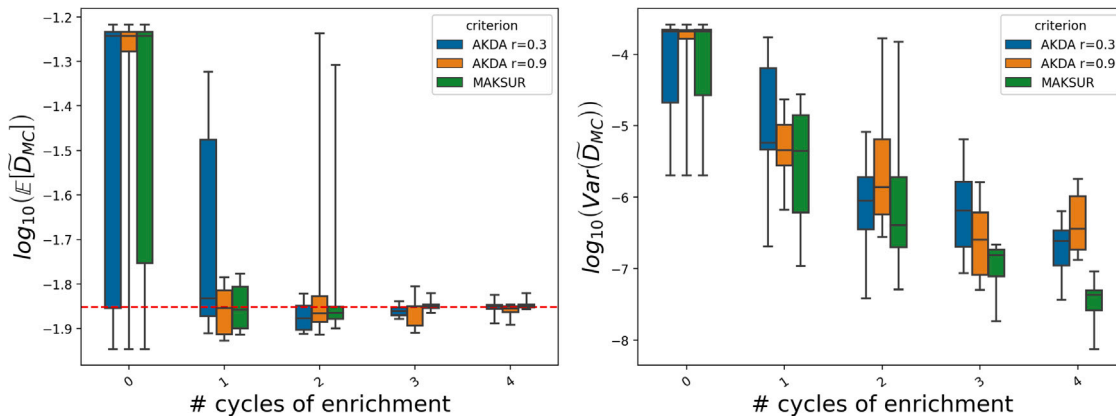 −1.2
−1.3
−1.4
−1.5
−1.6
−1.7
−1.8
−1.9
log10(𝔼[D̃MC])
criterion
AKDA r=0.3
AKDA r=0.9
MAKSUR
0
1
2
3
4
# cycles of enrichment
−4
−5
−6
−7
−8
log10(Var(D̃MC))
criterion
AKDA r=0.3
AKDA r=0.9
MAKSUR
0
1
2
3
4
# cycles of enrichment